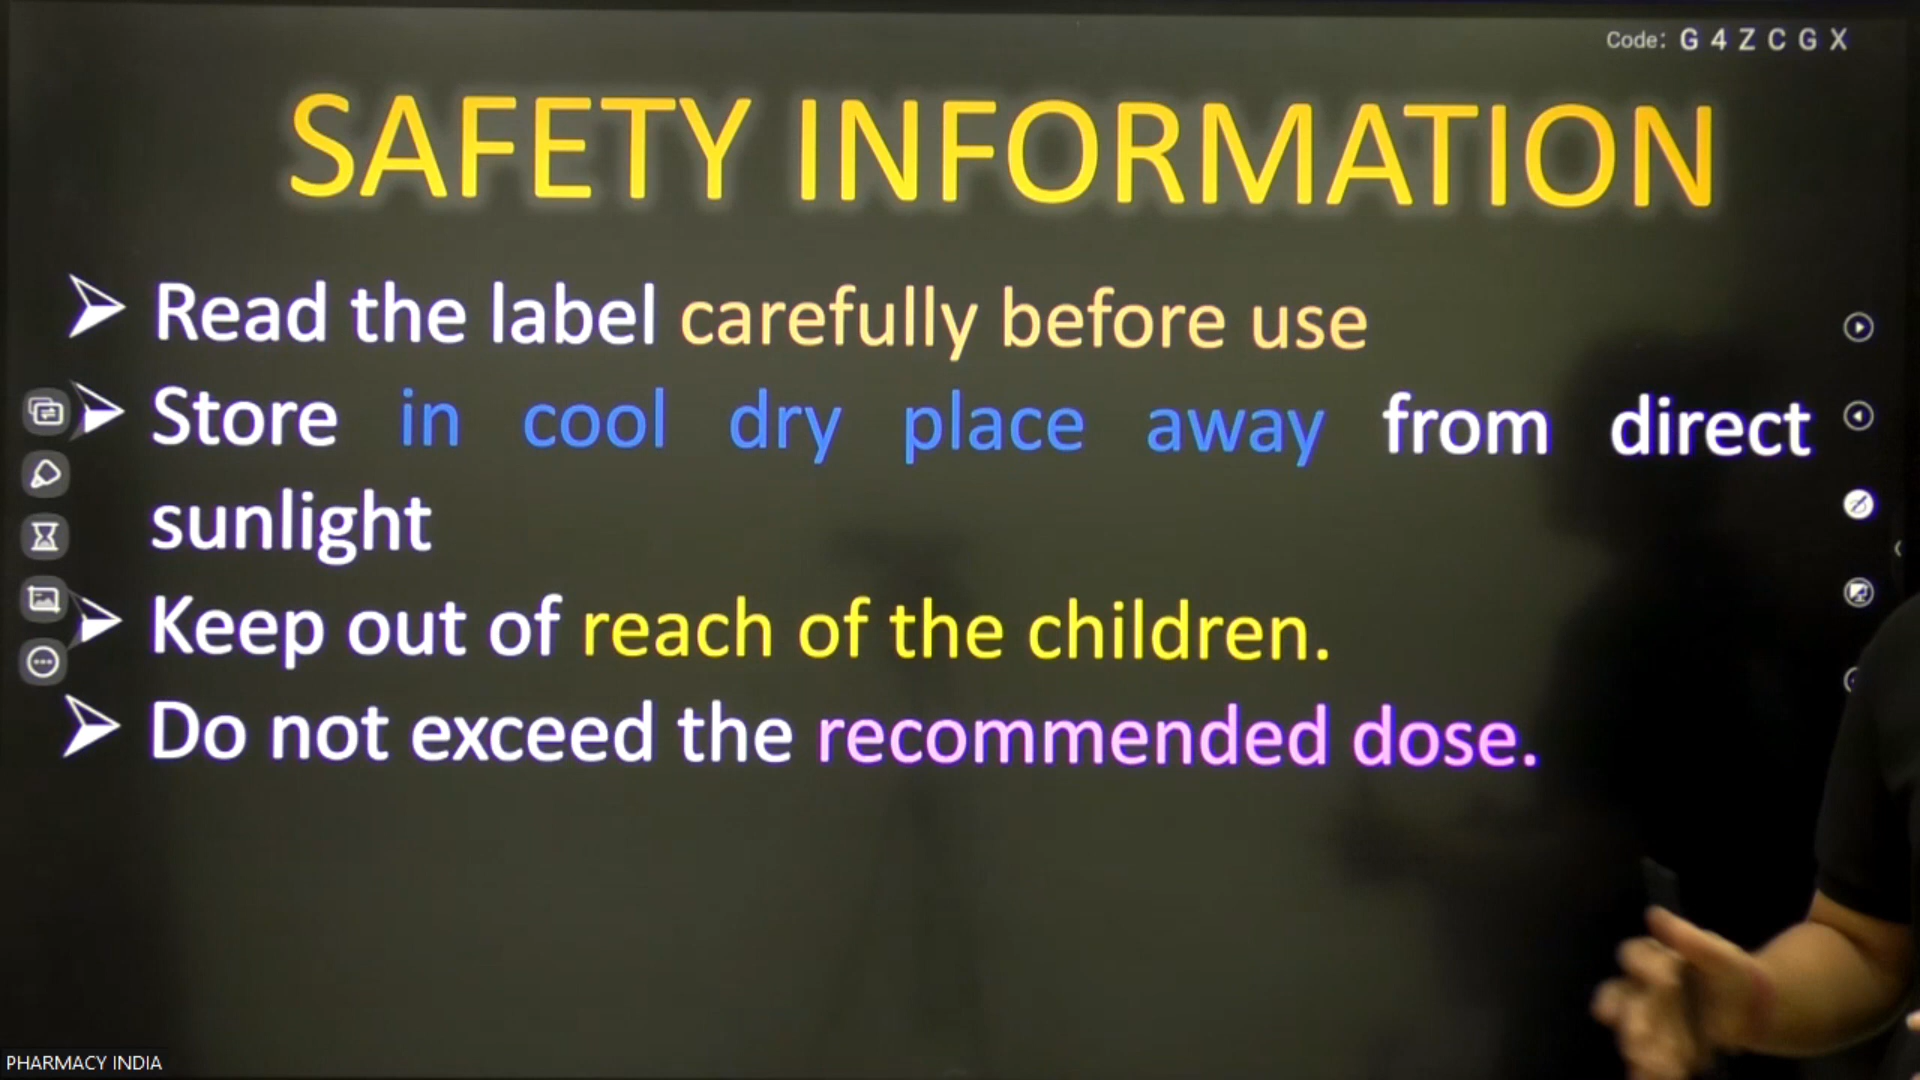 Code: G 4 Z C G X
SAFETY INFORMATION
Read the label carefully before use
Store in cool dry place away from direct
sunlight
Keep out of reach of the children.
Do not exceed the recommended dose.
PHARMACY INDIA